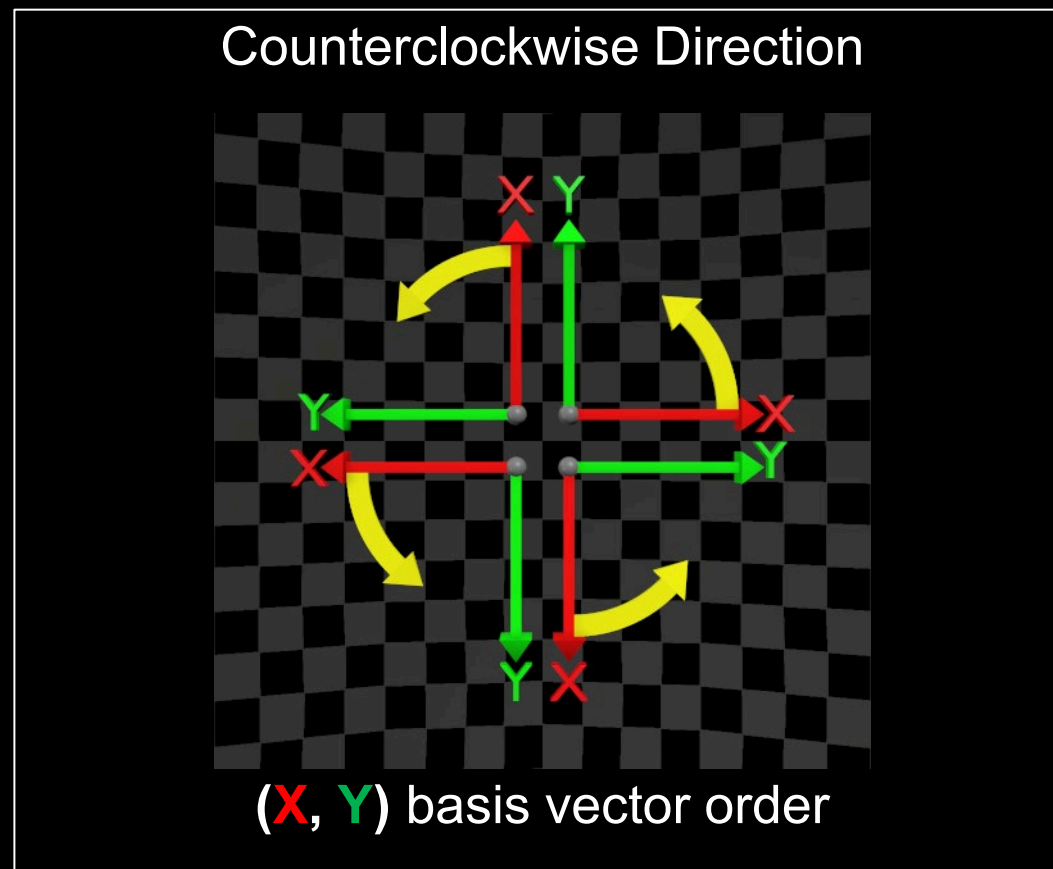 Counterclockwise Direction
X Y
Y X
X Y
Y X
(X, Y) basis vector order